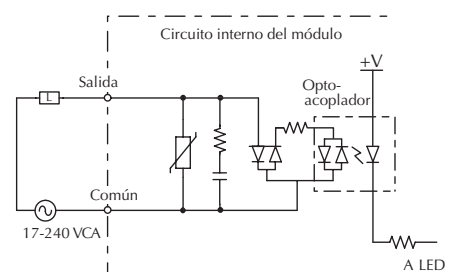 Circuito interno del módulo
+V
Opto-
acoplador
Salida
L
Común
17-240 VCA
A LED